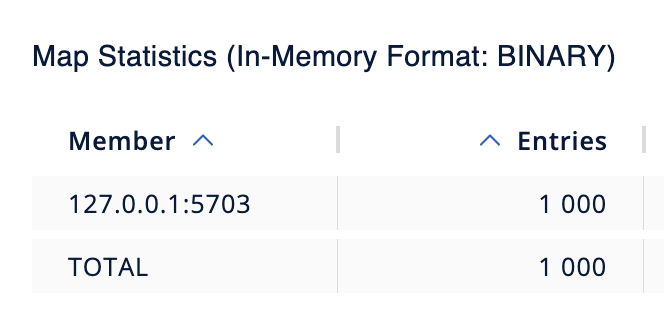 Map Statistics (In-Memory Format: BINARY)
Member Entries
127.0.0.1:5703 1 000
TOTAL 1 000